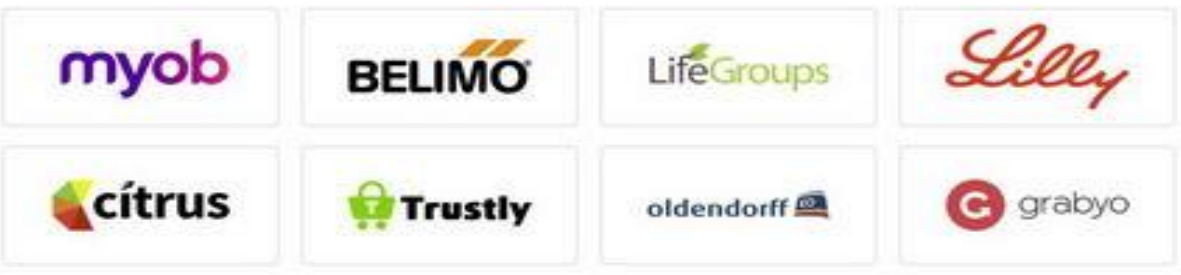 myob
BELIMO
LifeGroups
Lilly
cítrus
Trustly
oldendorff
G grabyo